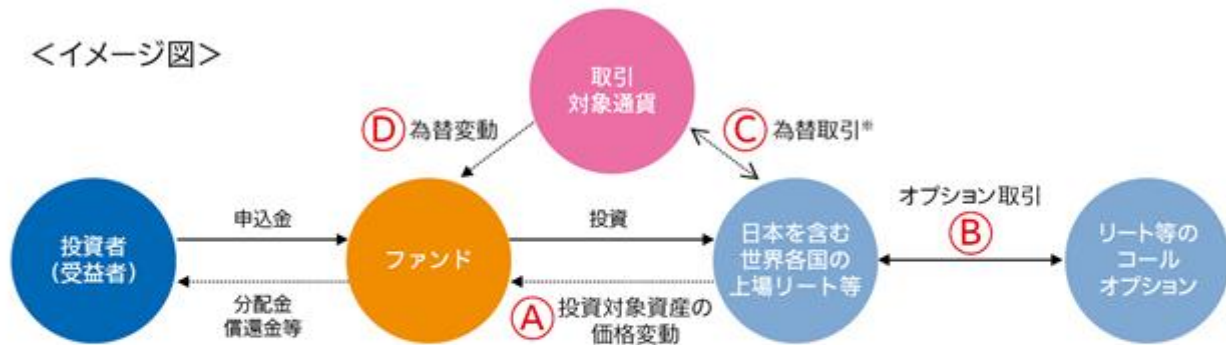 <イメージ図>
取引
対象通貨
Ⓓ為替変動
Ⓒ為替取引※
オプション取引
Ⓑ
申込金
投資
投資者
(受益者)
ファンド
日本を含む
世界各国の
上場リート等
リート等の
コール
オプション
分配金
償還金等
Ⓐ投資対象資産の
価格変動